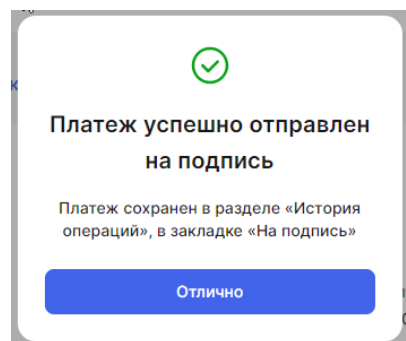 Платеж успешно отправлен
на подпись
Платеж сохранен в разделе «История
операций», в закладке «На подпись»
Отлично